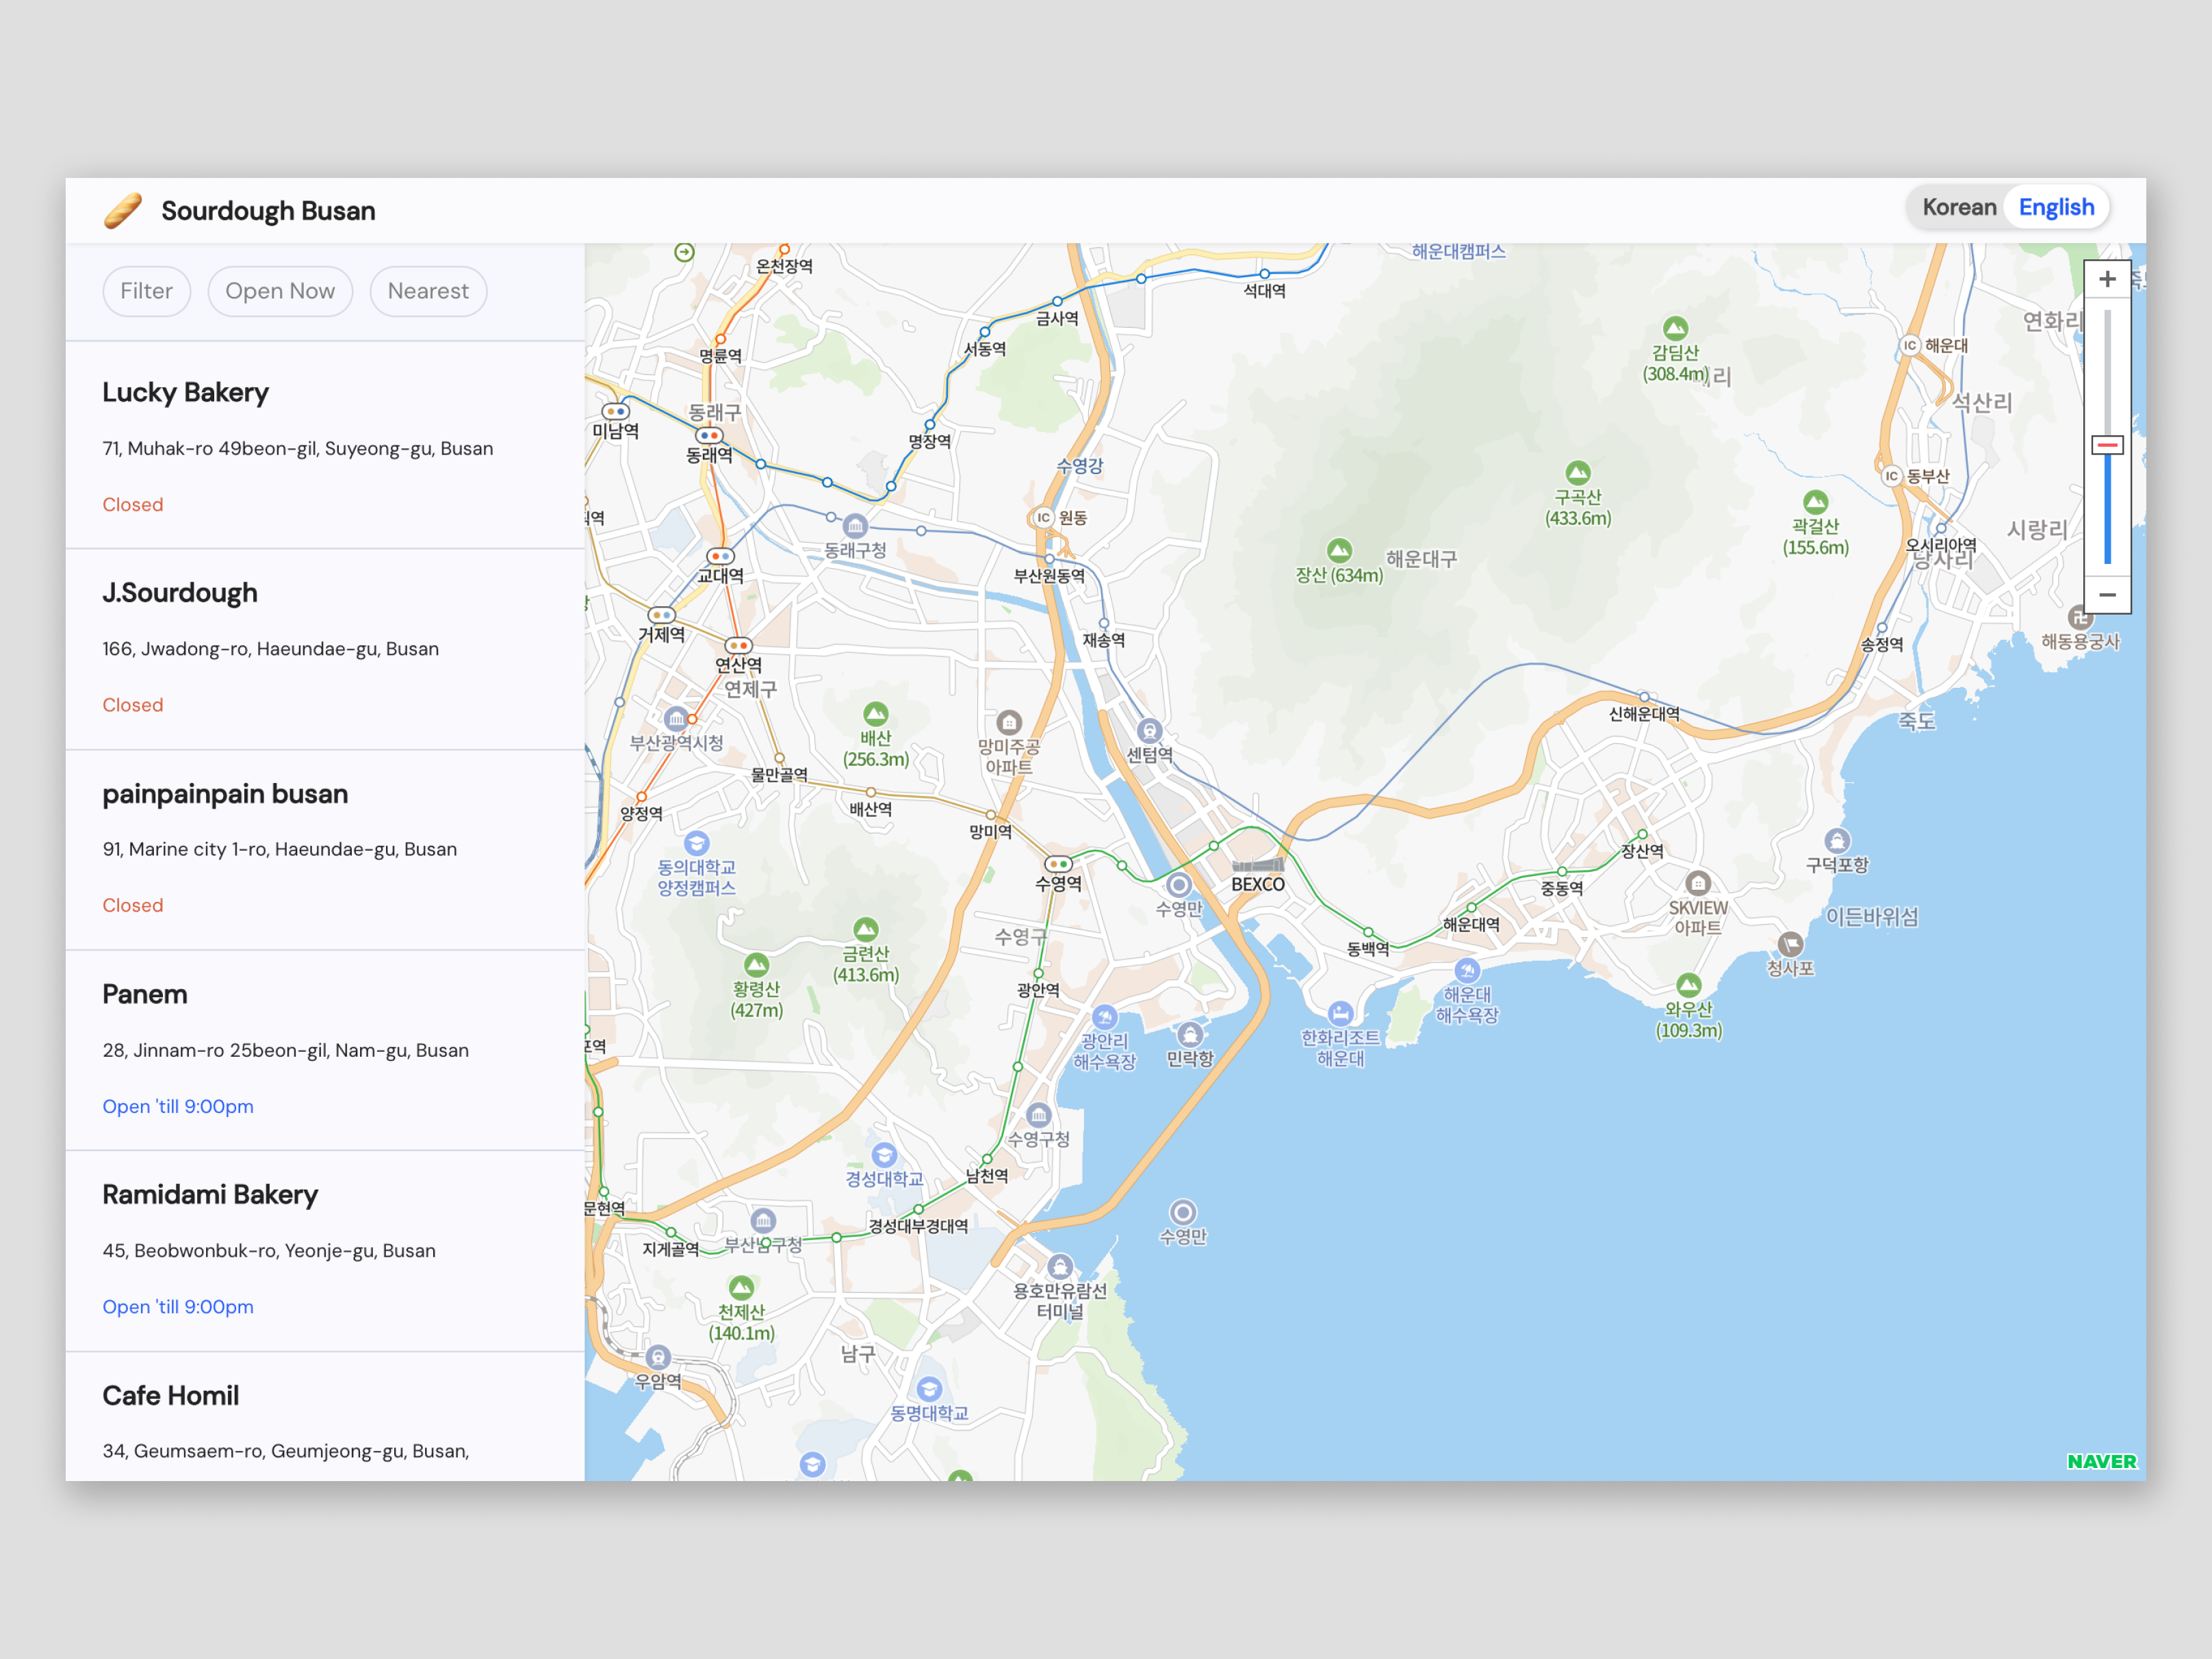 Sourdough Busan
Korean
English
Filter
Open Now
Nearest
Lucky Bakery
71, Muhak-ro 49beon-gil, Suyeong-gu, Busan
Closed
J.Sourdough
166, Jwadong-ro, Haeundae-gu, Busan
Closed
painpainpain busan
91, Marine city 1-ro, Haeundae-gu, Busan
Closed
Panem
28, Jinnam-ro 25beon-gil, Nam-gu, Busan
Open 'till 9:00pm
Ramidami Bakery
45, Beobwonbuk-ro, Yeonje-gu, Busan
Open 'till 9:00pm
Cafe Homil
34, Geumsaem-ro, Geumjeong-gu, Busan,
해운대캠퍼스
온천장역
석대역
금사역
연화리
서동역
명륜역
감딤산
(308.4m)
IC 해운대
석산리
동래구
미남역
명장역
동래역
수영강
구곡산
(433.6m)
IC 동부산
IC 원동
곽걸산
(155.6m)
시랑리
동래구청
오시리아역
당사리
해운대구
장산 (634m)
부산원동역
교대역
거제역
재송역
해동용궁사
송정역
연산역
연제구
신해운대역
죽도
부산광역시청
배산
(256.3m)
망미주공
아파트
센텀역
물만골역
배산역
양정역
망미역
장산역
구덕포항
동의대학교
양정캠퍼스
수영역
BEXCO
중동역
수영만
SKVIEW
아파트
이든바위섬
해운대역
수영구
동백역
금련산
(413.6m)
청사포
황령산
(427m)
광안역
해운대
해수욕장
와우산
(109.3m)
광안리
해수욕장
민락항
한화리조트
해운대
수영구청
경성대학교
남천역
문현역
경성대부경대역
수영만
지게골역
부산남구청
용호만유람선
터미널
천제산
(140.1m)
남구
우암역
동명대학교
NAVER